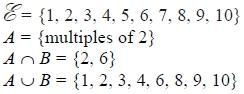 ℰ = {1, 2, 3, 4, 5, 6, 7, 8, 9, 10}
A = {multiples of 2}
A ∩ B = {2, 6}
A ∪ B = {1, 2, 3, 4, 6, 8, 9, 10}